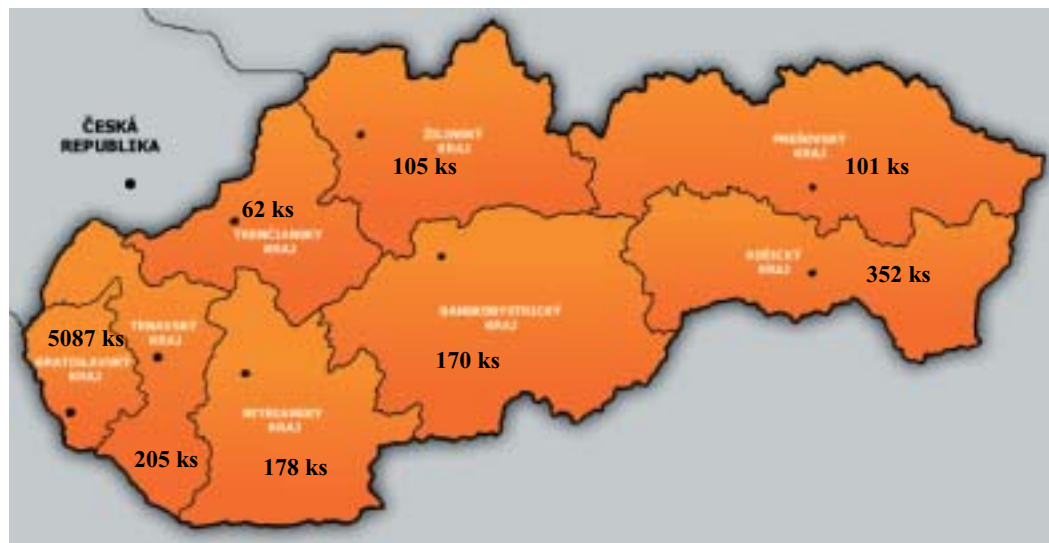 ČESKÁ
REPUBLIKA
ŽILINSKÝ
KRAJ
105 ks
PREŠOVSKÝ
KRAJ
101 ks
62 ks
TRENČIANSKY
KRAJ
KOŠICKÝ
KRAJ
352 ks
BANSKOBYSTRICKÝ
KRAJ
170 ks
5087 ks
BRATISLAVSKÝ
KRAJ
TRNAVSKÝ
KRAJ
205 ks
NITRIANSKY
KRAJ
178 ks